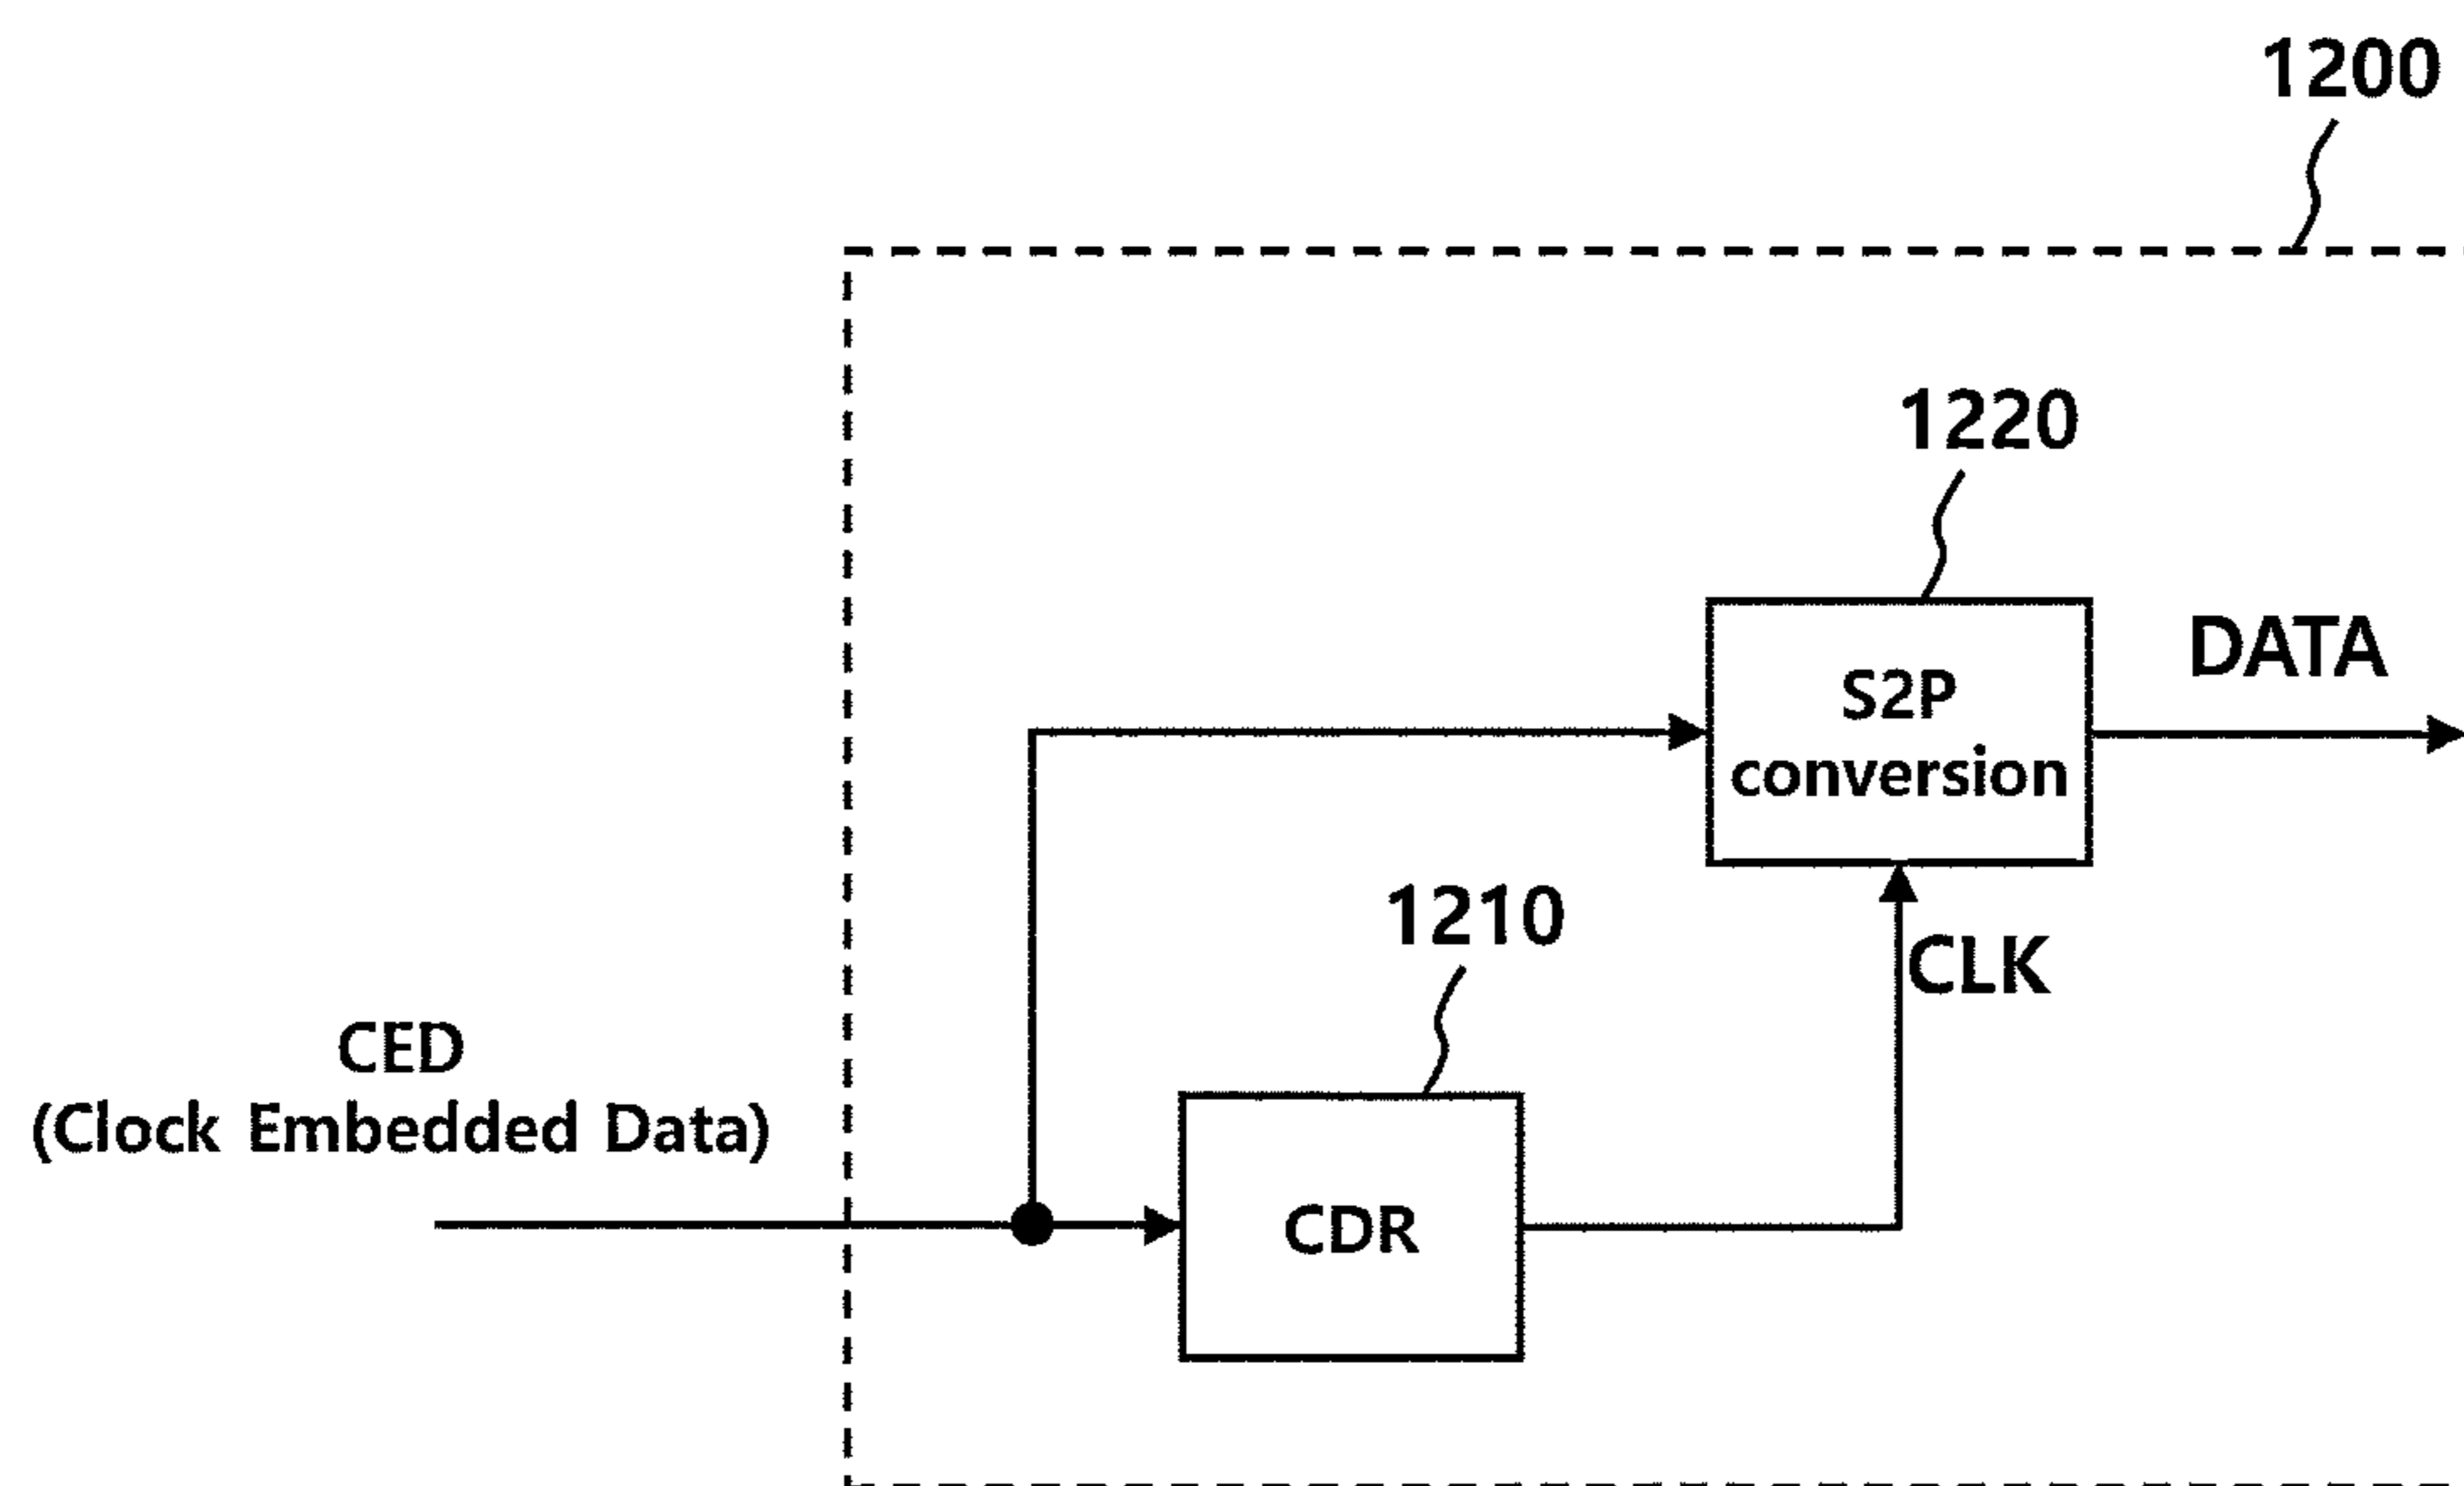 1200
1220
S2P
conversion
DATA
1210
CLK
CED
(Clock Embedded Data)
CDR